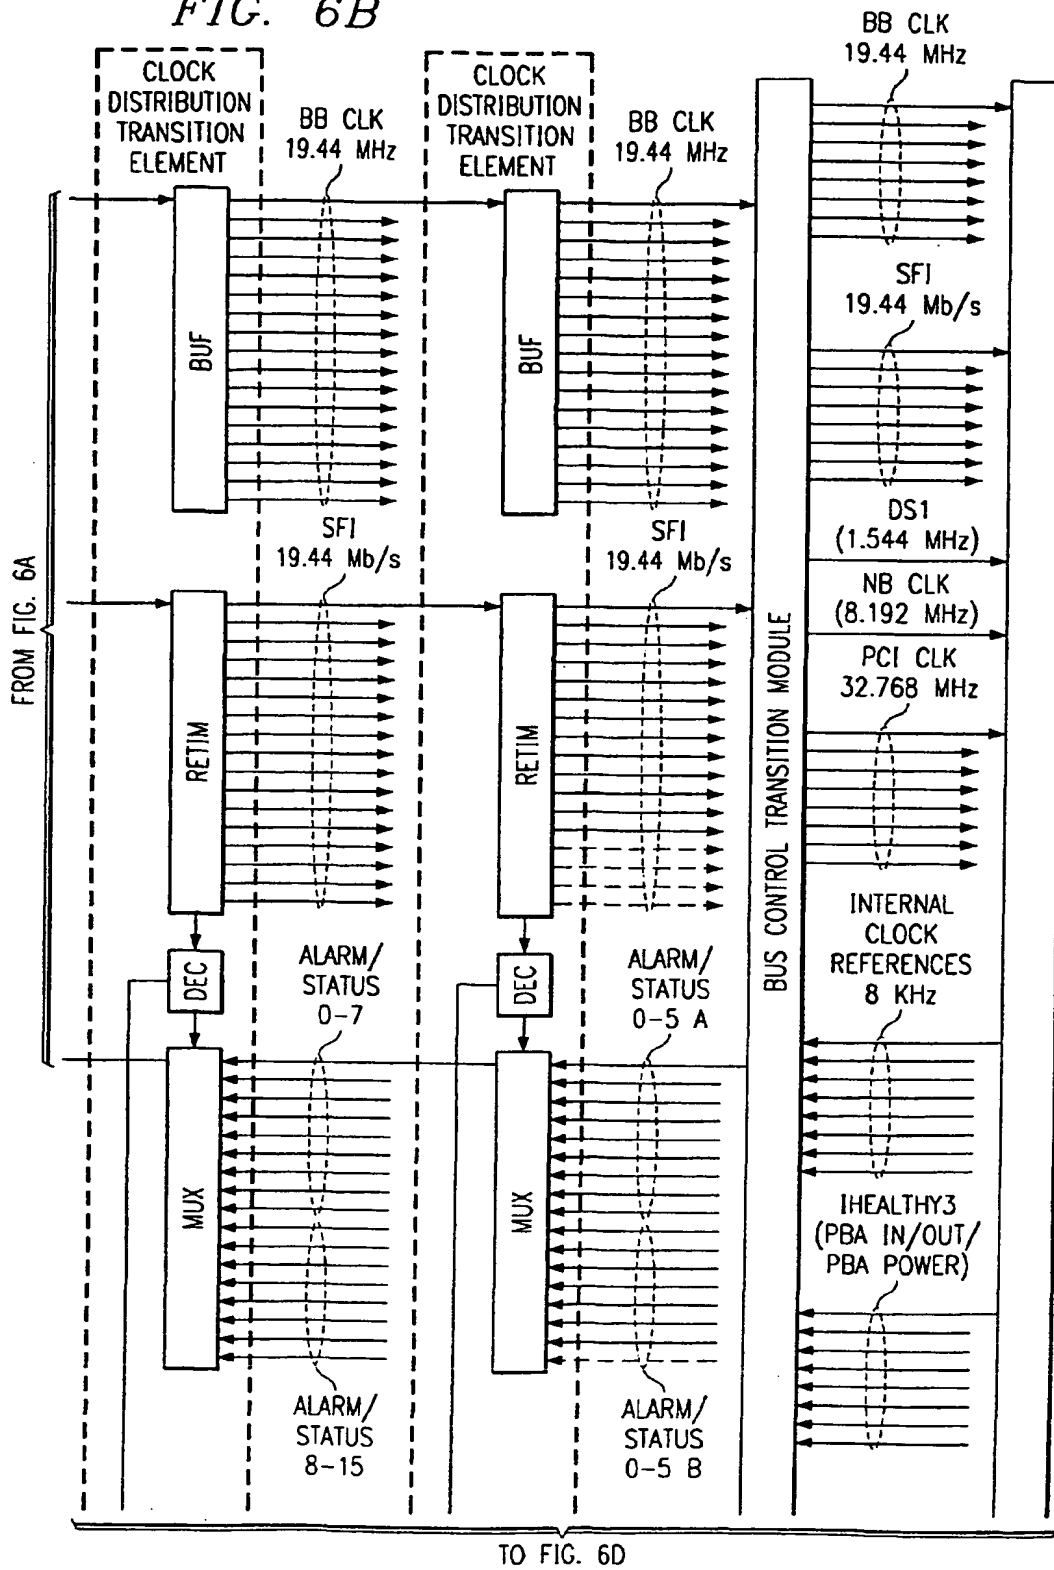 FIG. 6B
CLOCK
DISTRIBUTION
TRANSITION
ELEMENT
BB CLK
19.44 MHz
CLOCK
DISTRIBUTION
TRANSITION
ELEMENT
BB CLK
19.44 MHz
BB CLK
19.44 MHz
BUF
BUF
SFI
19.44 Mb/s
SFI
19.44 Mb/s
SFI
19.44 Mb/s
DS1
(1.544 MHz)
NB CLK
(8.192 MHz)
PCI CLK
32.768 MHz
FROM FIG. 6A
RETIM
RETIM
BUS CONTROL TRANSITION MODULE
DEC
ALARM/
STATUS
0-7
DEC
ALARM/
STATUS
0-5 A
INTERNAL
CLOCK
REFERENCES
8 KHz
MUX
MUX
IHEALTHY3
(PBA IN/OUT/
PBA POWER)
ALARM/
STATUS
8-15
ALARM/
STATUS
0-5 B
TO FIG. 6D